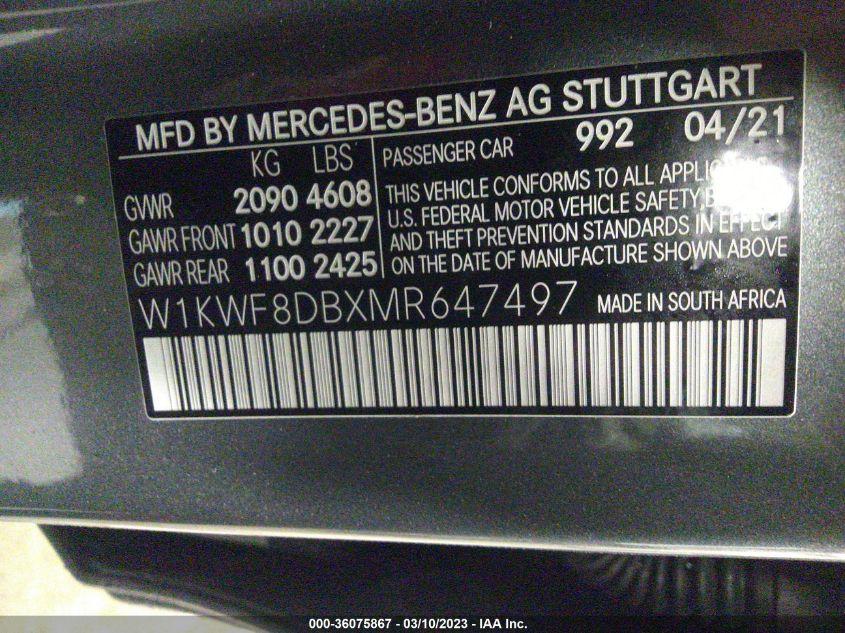 MFD BY MERCEDES-BENZ AG STUTTGART
KG LBS
GVWR 2090 4608
GAWR FRONT 1010 2227
GAWR REAR 1100 2425
PASSENGER CAR 992 04/21
THIS VEHICLE CONFORMS TO ALL
U.S. FEDERAL MOTOR VEHICLE SAFETY,
AND THEFT PREVENTION STANDARDS IN EFFECT
ON THE DATE OF MANUFACTURE SHOWN ABOVE
W1KWF8DBXMR647497 MADE IN SOUTH AFRICA
000-36075867 - 03/10/2023 - IAA Inc.